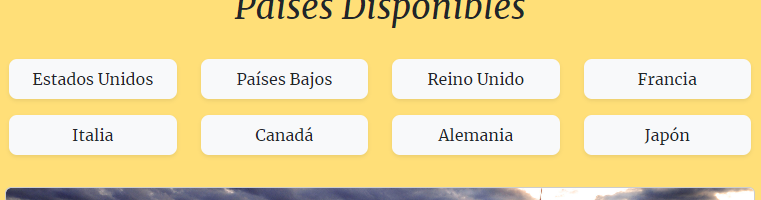 Países Disponibles
Estados Unidos
Países Bajos
Reino Unido
Francia
Italia
Canadá
Alemania
Japón